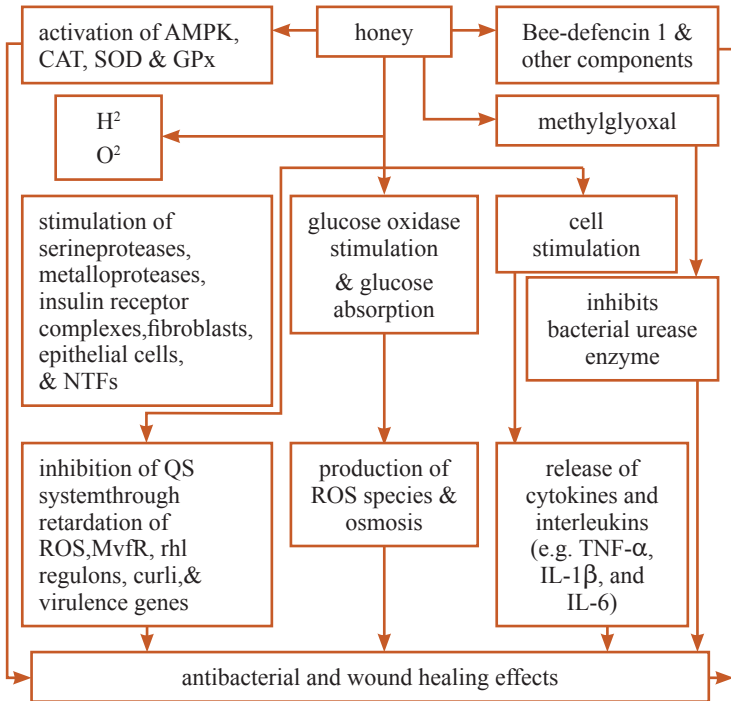 activation of AMPK,
CAT, SOD & GPx
honey
Bee-defencin 1 &
other components
H²
O²
methylglyoxal
stimulation of
serineproteases,
metalloproteases,
insulin receptor
complexes,fibroblasts,
epithelial cells,
& NTFs
glucose oxidase
stimulation
& glucose
absorption
cell
stimulation
inhibits
bacterial urease
enzyme
inhibition of QS
systemthrough
retardation of
ROS,MvfR, rhl
regulons, curli,&
virulence genes
production of
ROS species &
osmosis
release of
cytokines and
interleukins
(e.g. TNF-α,
IL-1β, and
IL-6)
antibacterial and wound healing effects